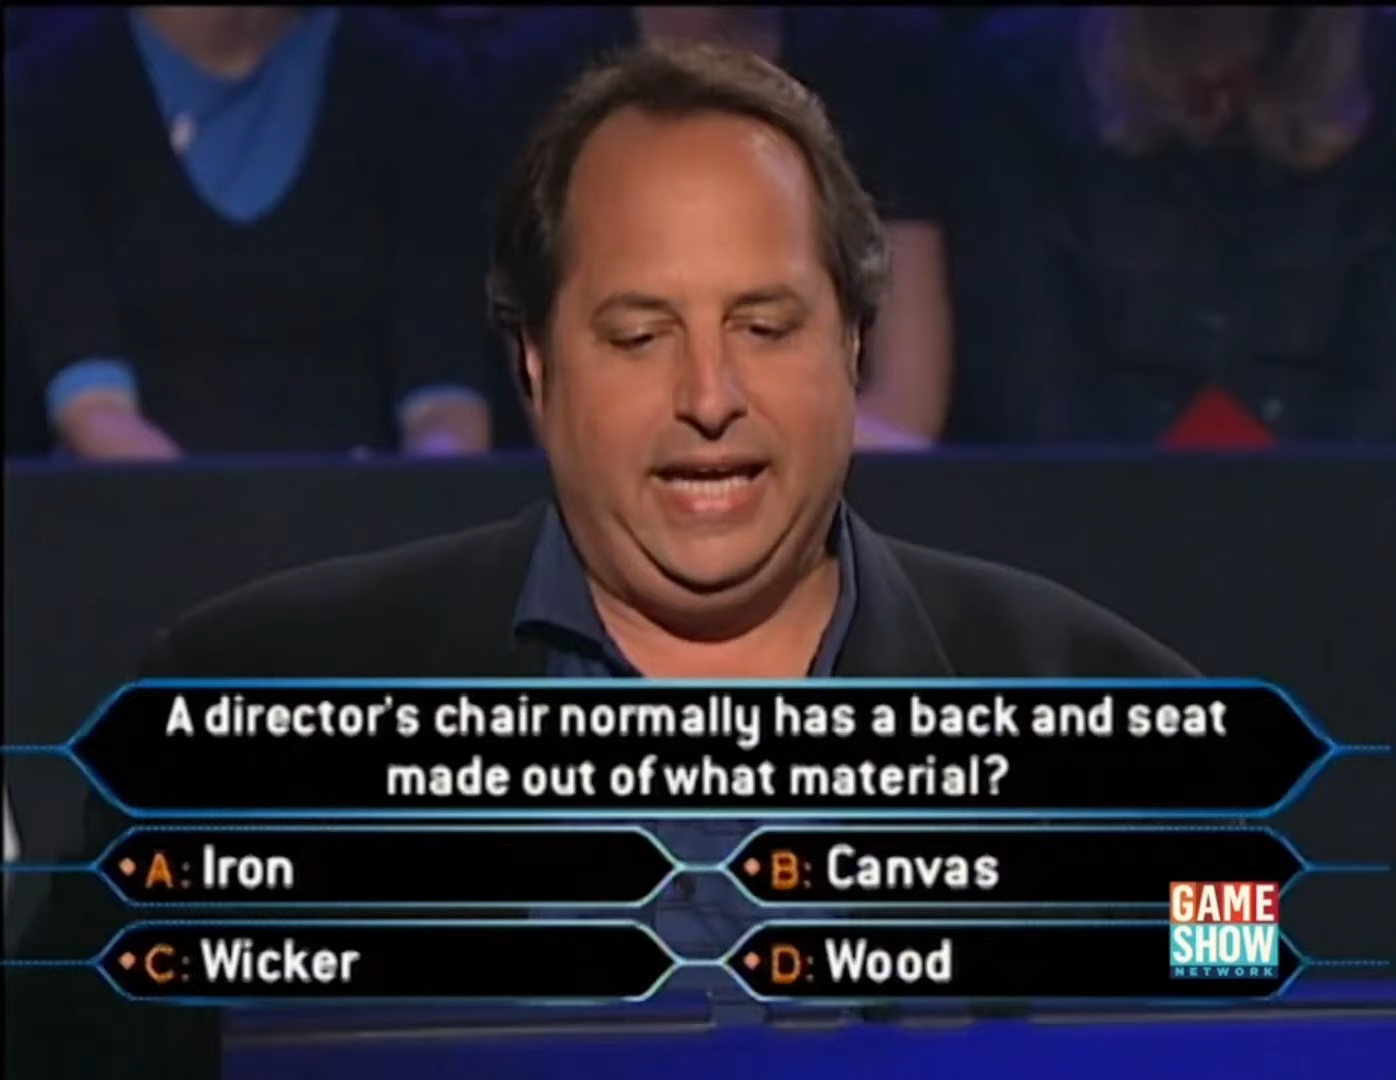 A director's chair normally has a back and seat
made out of what material?
A: Iron
B: Canvas
C: Wicker
D: Wood
GAME
SHOW
NETWORK